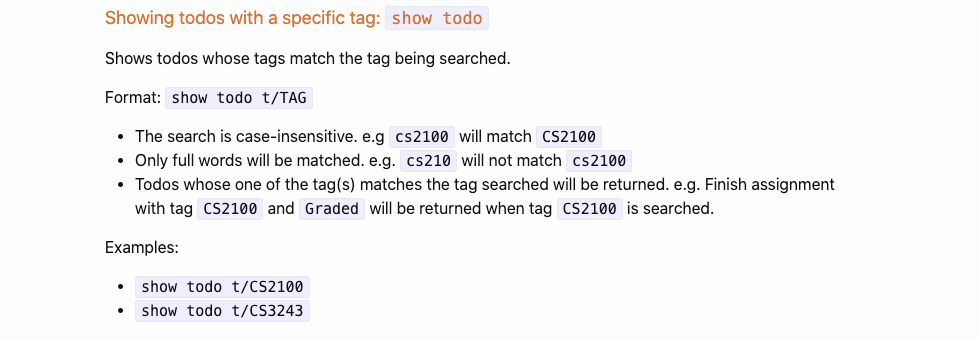 Showing todos with a specific tag: show todo
Shows todos whose tags match the tag being searched.
Format: show todo t/TAG
• The search is case-insensitive. e.g cs2100 will match CS2100
• Only full words will be matched. e.g. cs210 will not match cs2100
• Todos whose one of the tag(s) matches the tag searched will be returned. e.g. Finish assignment
with tag CS2100 and Graded will be returned when tag CS2100 is searched.
Examples:
• show todo t/CS2100
• show todo t/CS3243